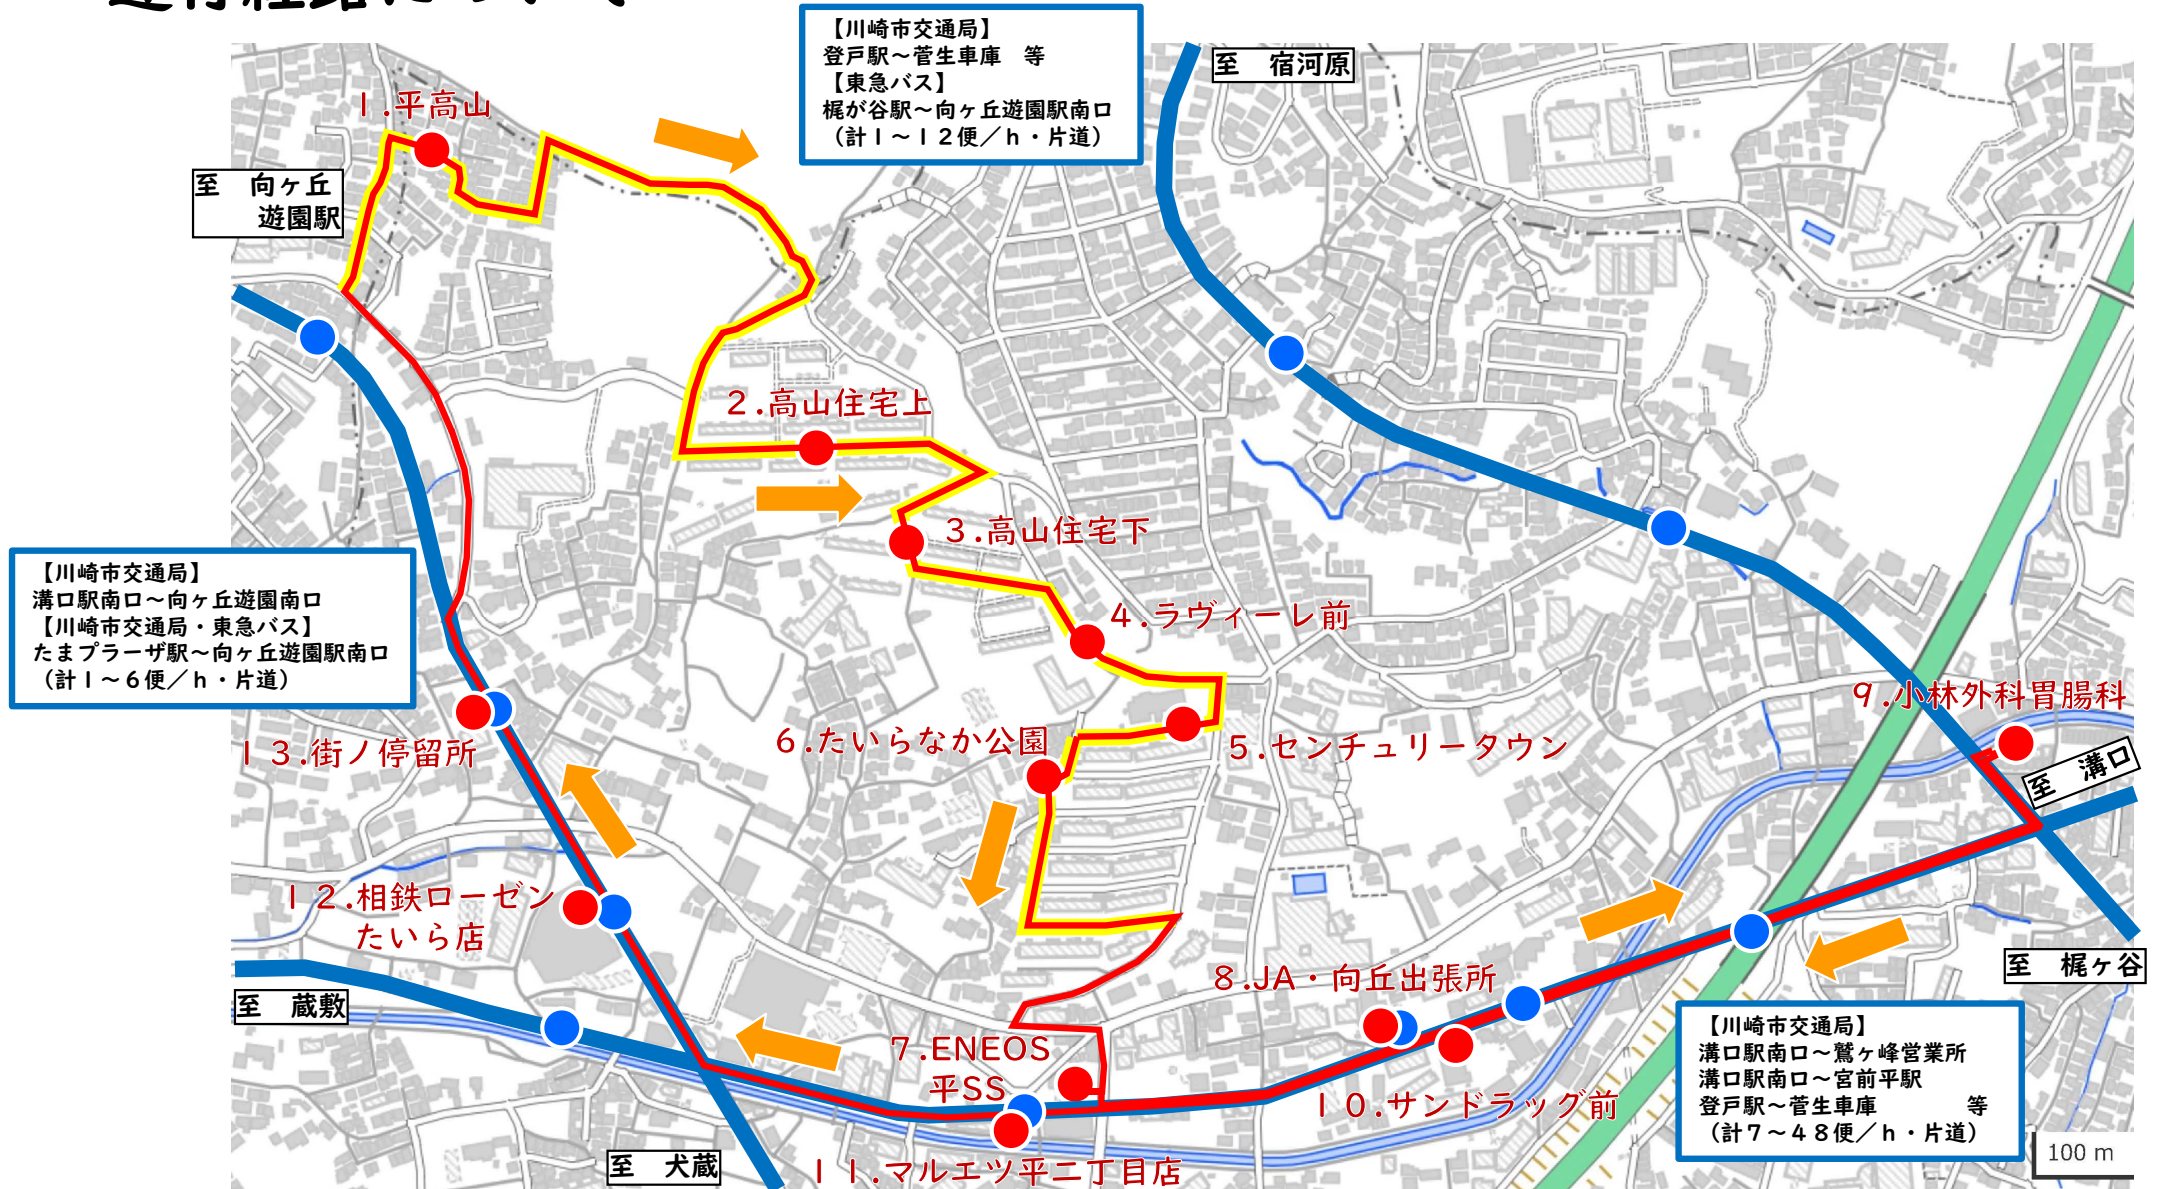 【川崎市交通局】
登戸駅～菅生車庫　等
【東急バス】
梶が谷駅～向ヶ丘遊園駅南口
（計１～１２便／ｈ・片道）
至　宿河原
１.平高山
至　向ヶ丘
遊園駅
２.高山住宅上
３.高山住宅下
【川崎市交通局】
溝口駅南口～向ヶ丘遊園南口
【川崎市交通局・東急バス】
たまプラーザ駅～向ヶ丘遊園駅南口
（計１～６便／ｈ・片道）
４.ラヴィーレ前
９.小林外科胃腸科
６.たいらなか公園
５.センチュリータウン
１３.街ノ停留所
至　溝口
１２.相鉄ローゼン
たいら店
至　梶ヶ谷
８.JA・向丘出張所
至　蔵敷
７.ENEOS
平SS
１０.サンドラッグ前
【川崎市交通局】
溝口駅南口～鷲ヶ峰営業所
溝口駅南口～宮前平駅
登戸駅～菅生車庫　　　等
（計７～４８便／ｈ・片道）
至　犬蔵
１１.マルエツ平二丁目店
100 m